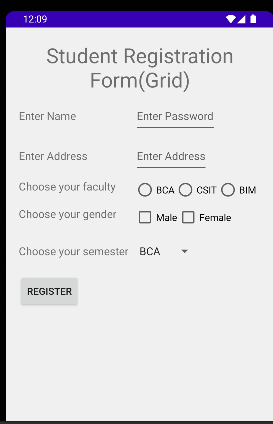 12:09
Student Registration
Form(Grid)
Enter Name Enter Password
Enter Address Enter Address
Choose your faculty BCA CSIT BIM
Choose your gender Male Female
Choose your semester BCA
REGISTER